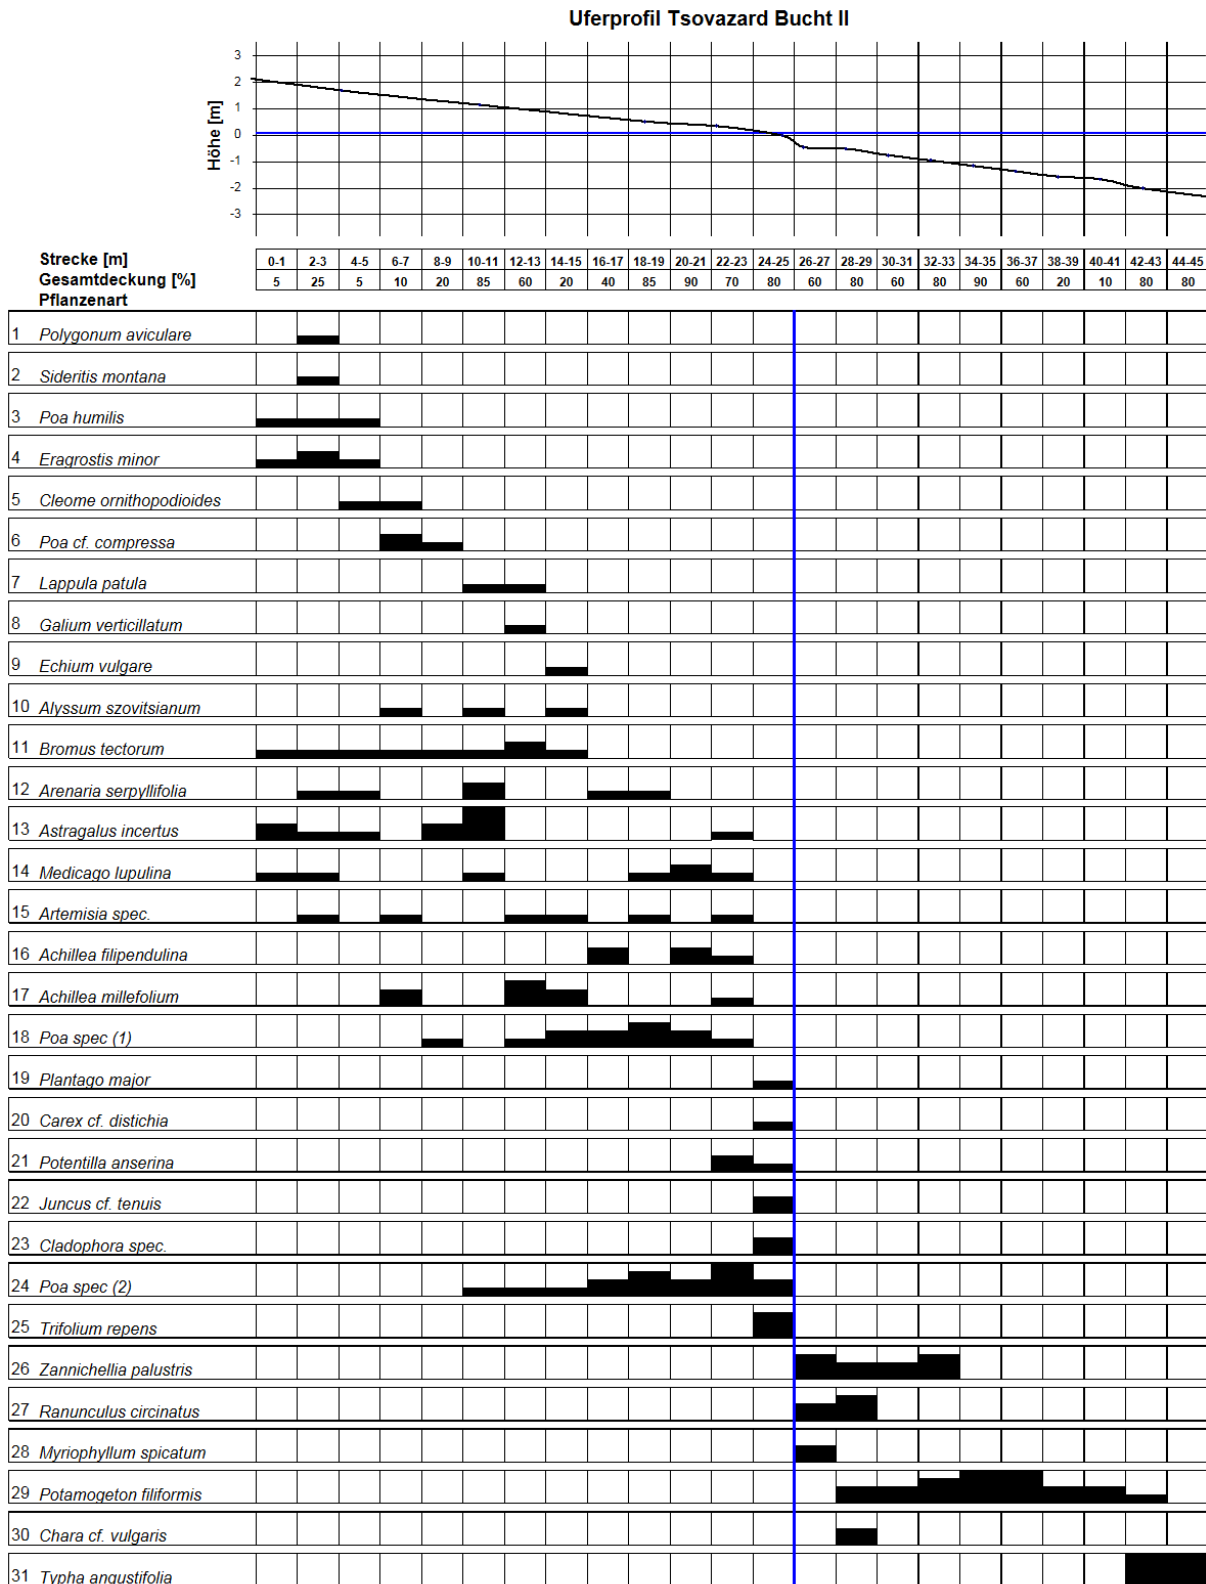 Uferprofil Tsovazard Bucht II
3
2
1
0
-1
-2
-3
Höhe [m]
Strecke [m] 0-1 2-3 4-5 6-7 8-9 10-11 12-13 14-15 16-17 18-19 20-21 22-23 24-25 26-27 28-29 30-31 32-33 34-35 36-37 38-39 40-41 42-43 44-45
Gesamtdeckung [%] 5 25 5 10 20 85 60 20 40 85 90 70 80 60 80 60 80 90 60 20 10 80 80
Pflanzenart
1 Polygonum aviculare
2 Sideritis montana
3 Poa humilis
4 Eragrostis minor
5 Cleome ornithopodioides
6 Poa cf. compressa
7 Lappula patula
8 Galium verticillatum
9 Echium vulgare
10 Alyssum szovitsianum
11 Bromus tectorum
12 Arenaria serpyllifolia
13 Astragalus incertus
14 Medicago lupulina
15 Artemisia spec.
16 Achillea filipendulina
17 Achillea millefolium
18 Poa spec (1)
19 Plantago major
20 Carex cf. distichia
21 Potentilla anserina
22 Juncus cf. tenuis
23 Cladophora spec.
24 Poa spec (2)
25 Trifolium repens
26 Zannichellia palustris
27 Ranunculus circinatus
28 Myriophyllum spicatum
29 Potamogeton filiformis
30 Chara cf. vulgaris
31 Typha angustifolia